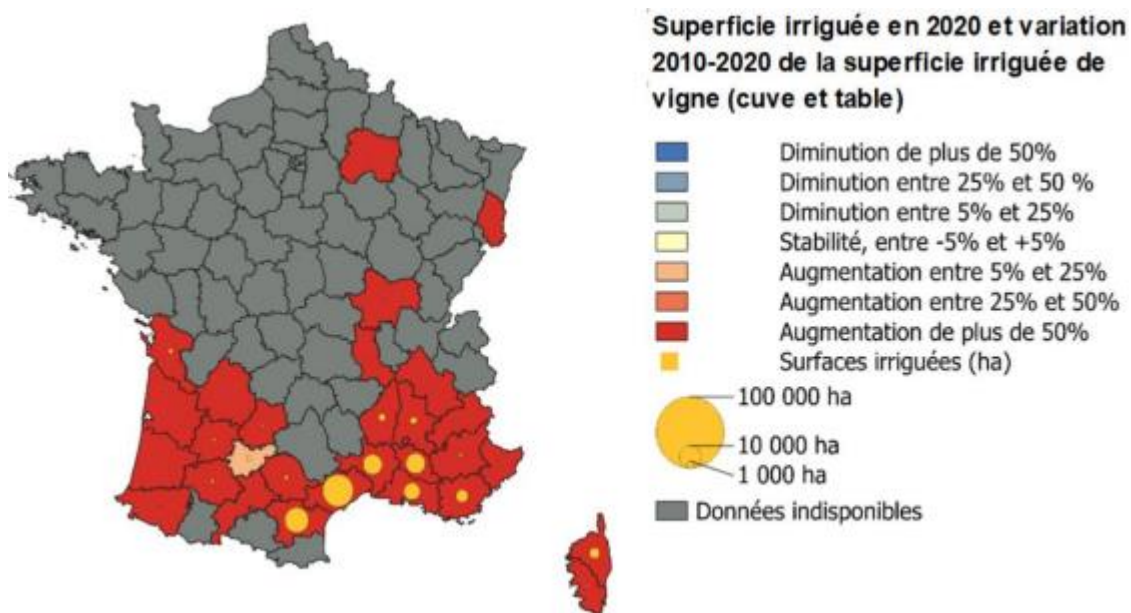 Superficie irriguée en 2020 et variation
2010-2020 de la superficie irriguée de
vigne (cuve et table)
Diminution de plus de 50%
Diminution entre 25% et 50 %
Diminution entre 5% et 25%
Stabilité, entre -5% et +5%
Augmentation entre 5% et 25%
Augmentation entre 25% et 50%
Augmentation de plus de 50%
Surfaces irriguées (ha)
100 000 ha
10 000 ha
1 000 ha
Données indisponibles